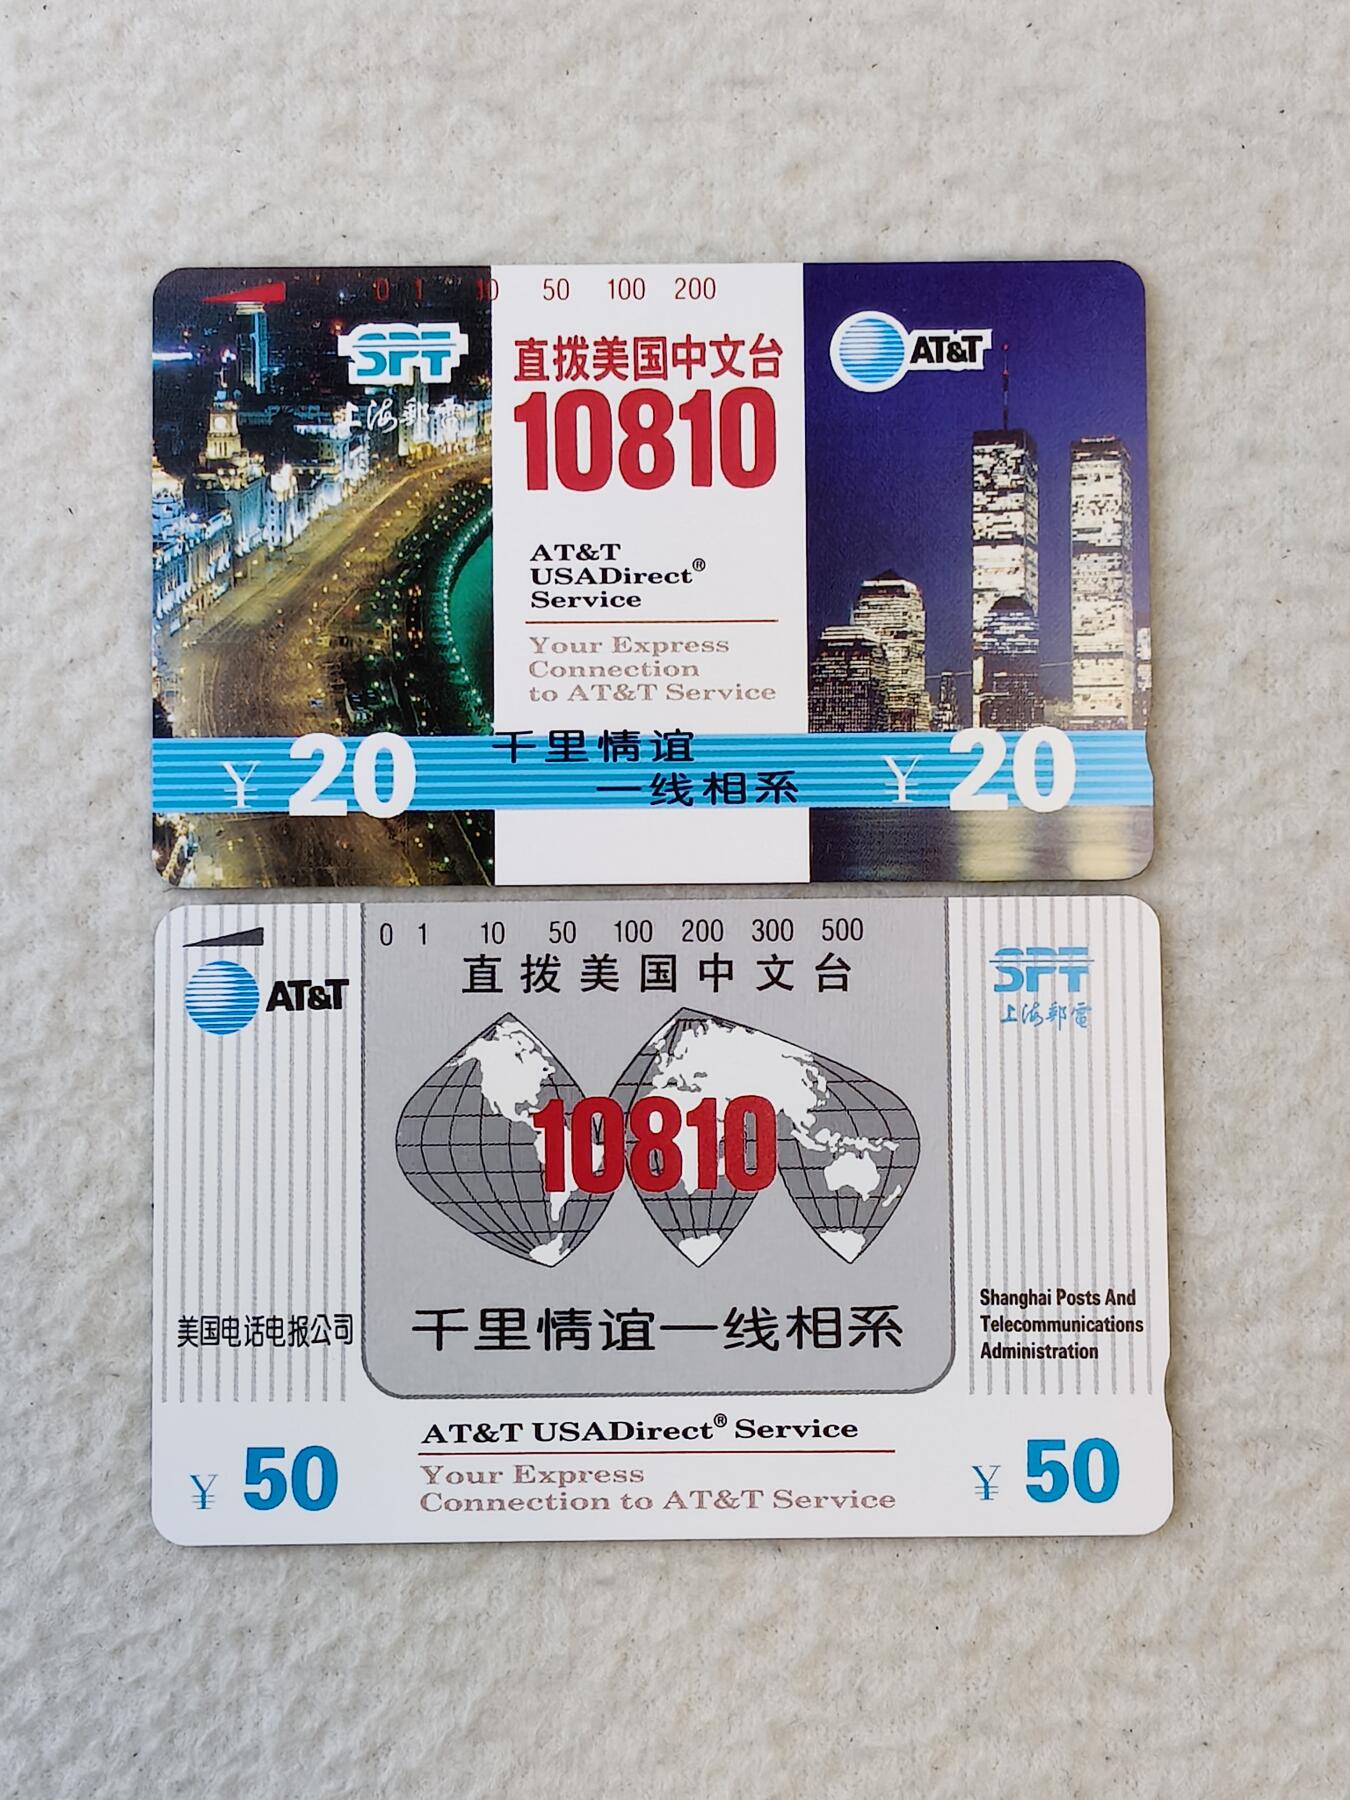 0 1 10 50 100 200
SPT
上海郵電
直拨美国中文台
10810
AT&T
AT&T
USADirect®
Service
Your Express
Connection
to AT&T Service
千里情谊
一线相系
¥ 20
¥ 20
0 1 10 50 100 200 300 500
AT&T
直拨美国中文台
SPT
上海郵電
10810
美国电话电报公司
千里情谊一线相系
Shanghai Posts And
Telecommunications
Administration
AT&T USADirect® Service
Your Express
Connection to AT&T Service
¥ 50
¥ 50